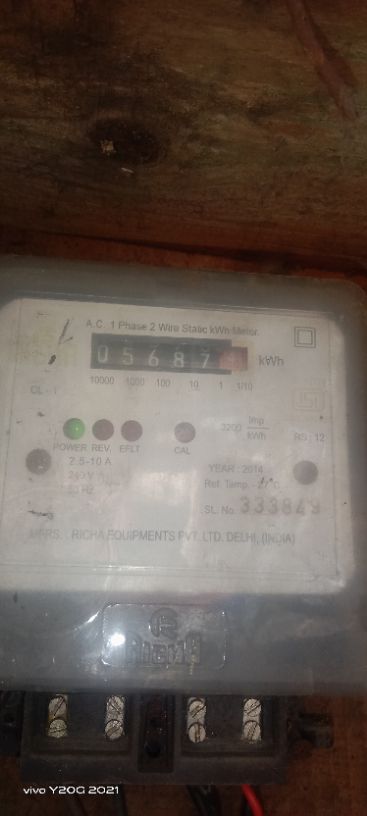 A.C. 1 Phase 2 Wire Static kWh Meter.
05687 kWh
10000 1000 100 10 1 1/10
CL -
3200 Imp/kWh
POWER REV. EFLT CAL
RS : 12
2.5-10 A
240 V
50 Hz
YEAR : 2014
Ref. Temp. -
SL. No. 333849
MFRS. : RICHA EQUIPMENTS PVT. LTD. DELHI, (INDIA)
RICHA
vivo Y20G 2021